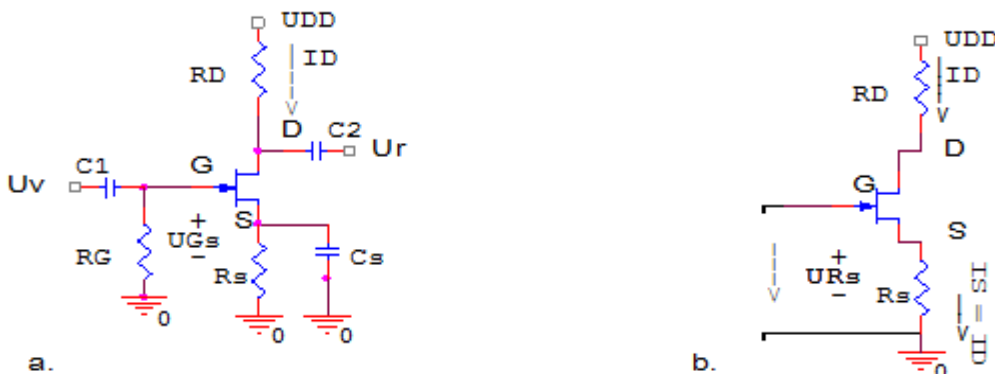 UDD
ID
RD
D
C2
Ur
G
C1
Uv
S
+
UGs
-
RG
Rs
Cs
0
0
0
a.
UDD
ID
RD
D
G
S
+
URs
-
Rs
IS = ID
0
b.